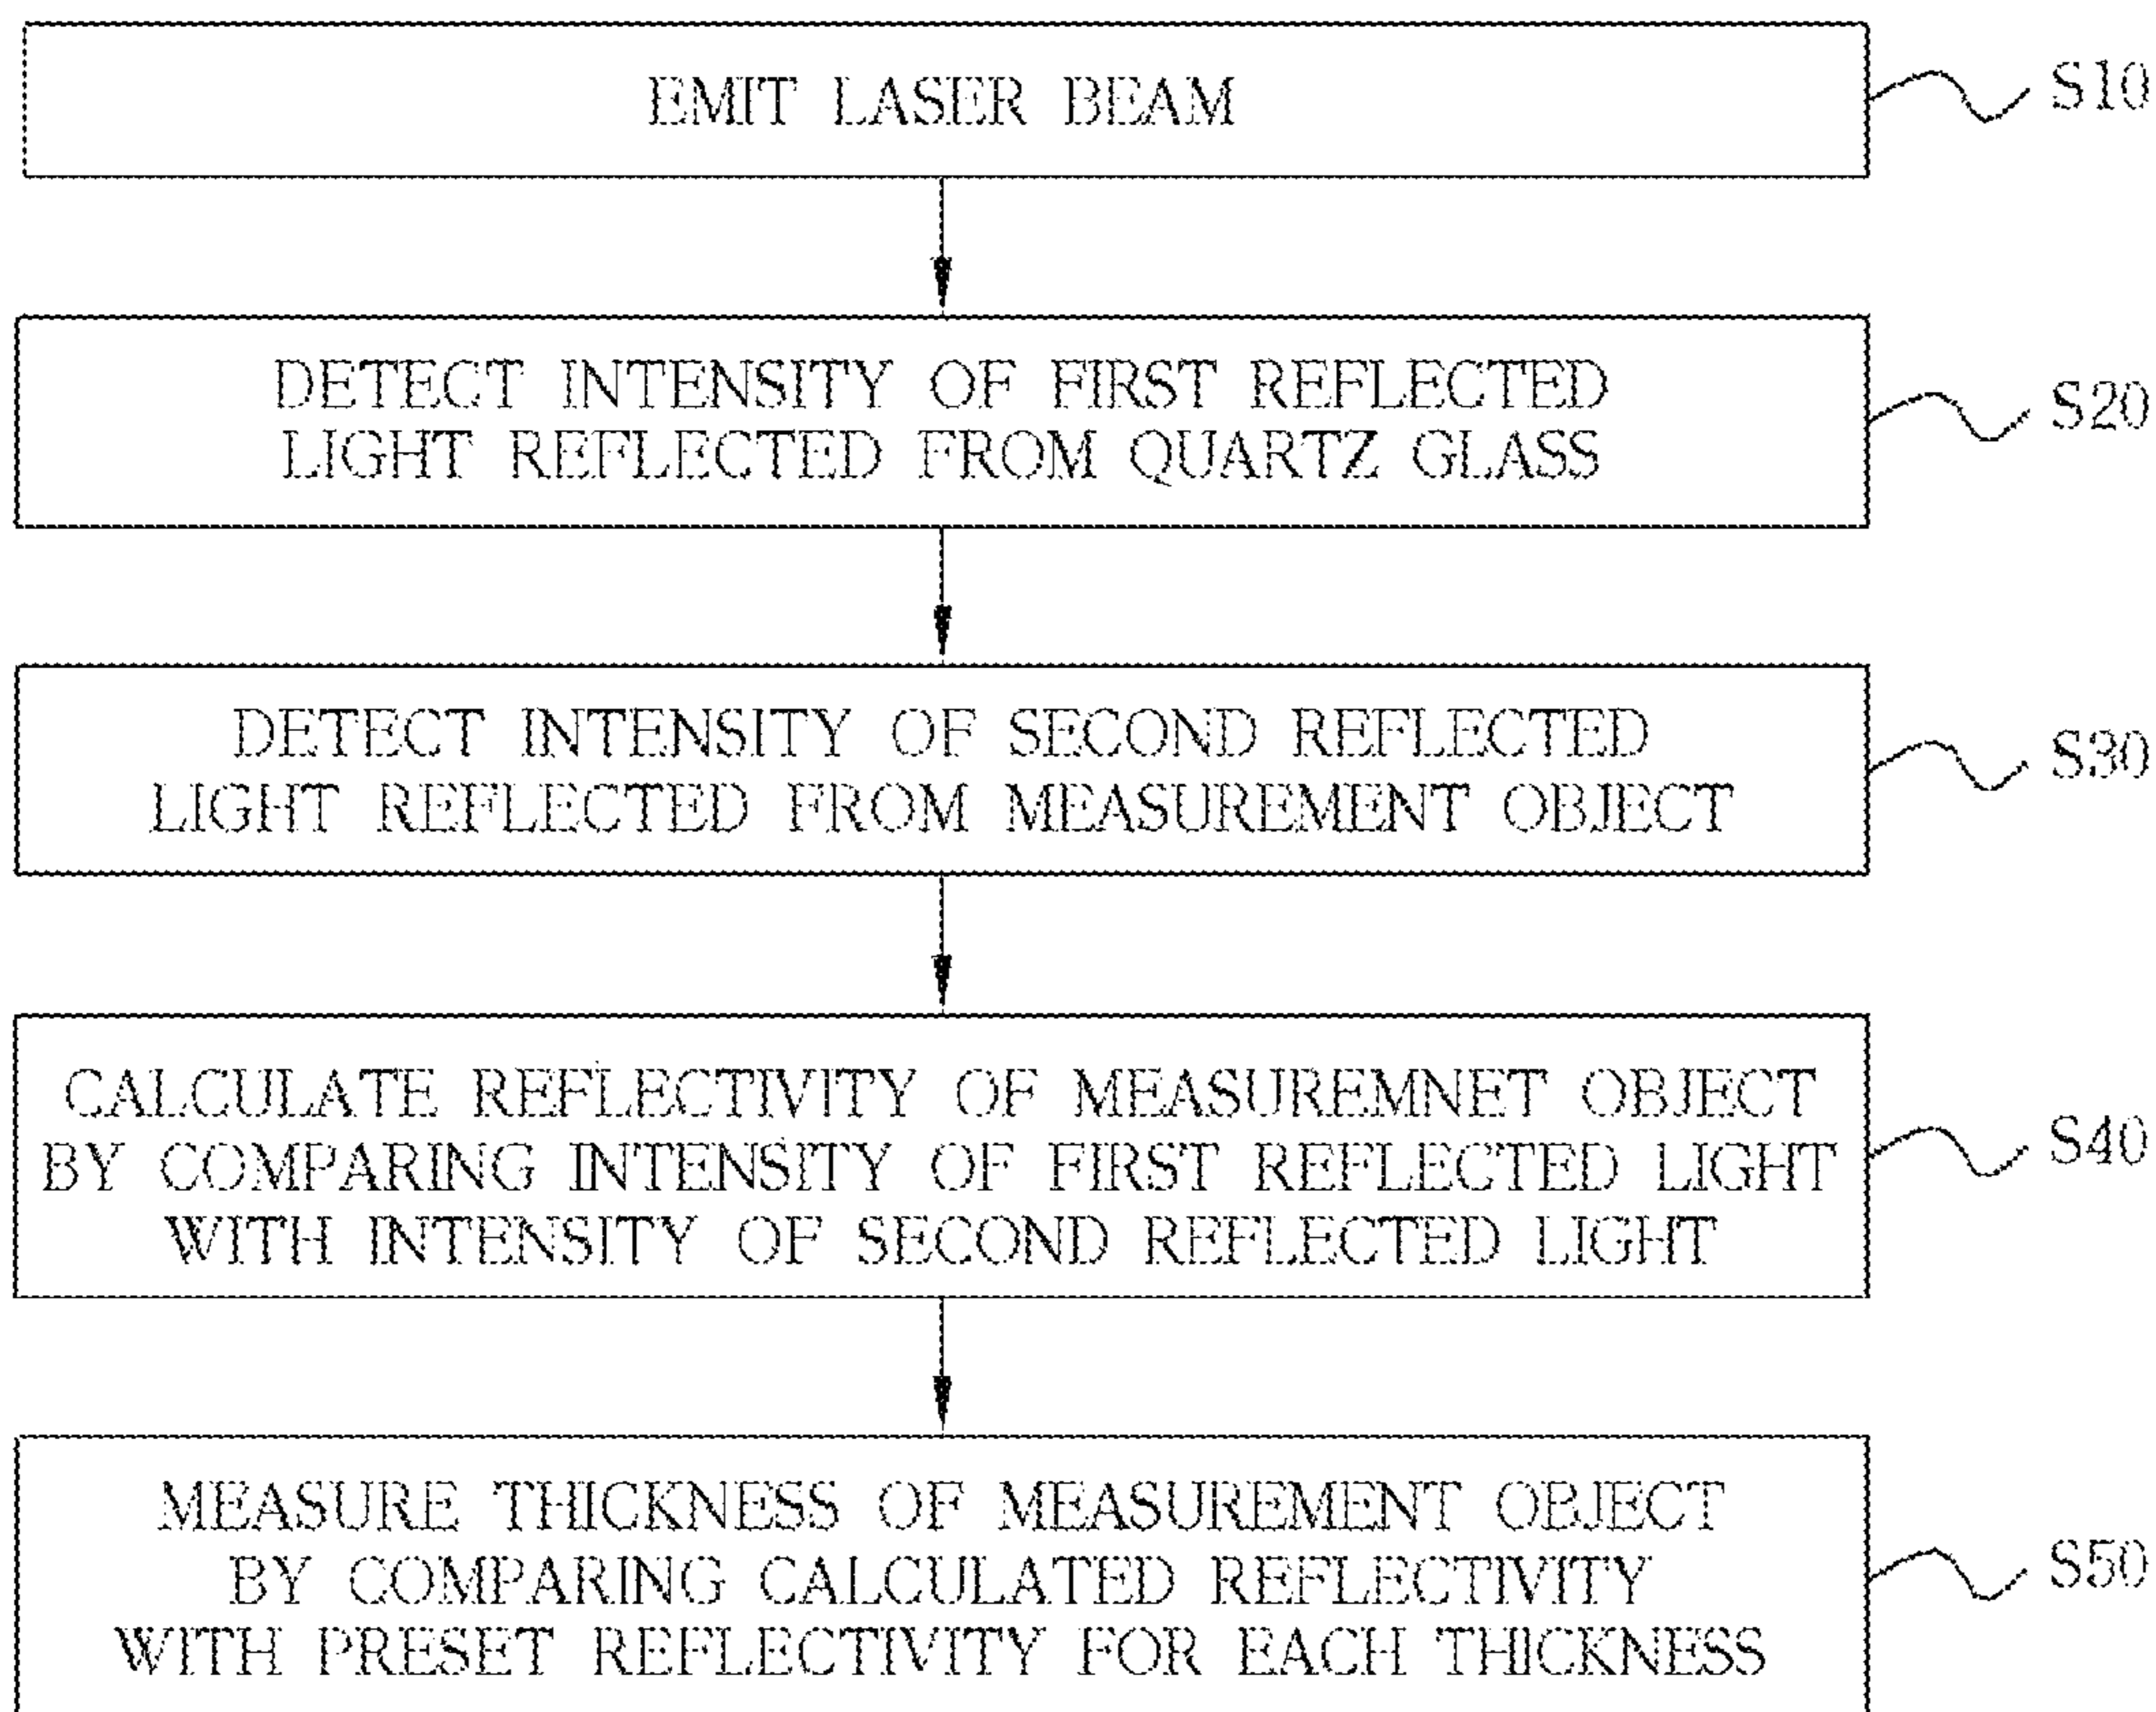 EMIT LASER BEAM
S10
DETECT INTENSITY OF FIRST REFLECTED
LIGHT REFLECTED FROM QUARTZ GLASS
S20
DETECT INTENSITY OF SECOND REFLECTED
LIGHT REFLECTED FROM MEASUREMENT OBJECT
S30
CALCULATE REFLECTIVITY OF MEASUREMNET OBJECT
BY COMPARING INTENSITY OF FIRST REFLECTED LIGHT
WITH INTENSITY OF SECOND REFLECTED LIGHT
S40
MEASURE THICKNESS OF MEASUREMENT OBJECT
BY COMPARING CALCULATED REFLECTIVITY
WITH PRESET REFLECTIVITY FOR EACH THICKNESS
S50